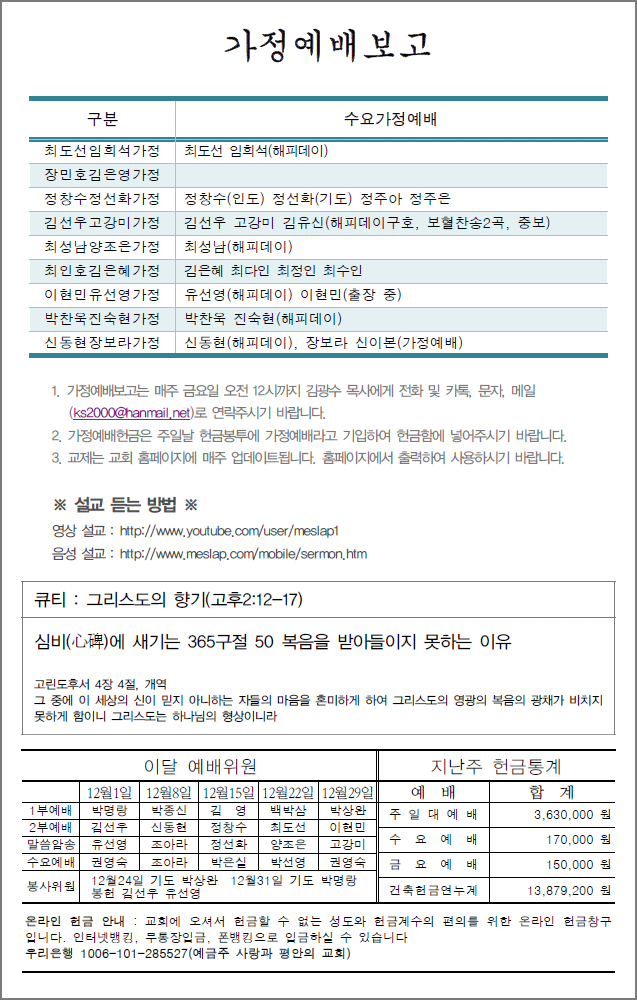 가정예배보고
구분 수요가정예배
최도선임희석가정 최도선 임희석(해피데이)
장민호김은영가정
정창수정선화가정 정창수(인도) 정선화(기도) 정주아 정주은
김선우고강미가정 김선우 고강미 김유신(해피데이구호, 보혈찬송2곡, 중보)
최성남양조은가정 최성남(해피데이)
최인호김은혜가정 김은혜 최다인 최정인 최수인
이현민유선영가정 유선영(해피데이) 이현민(출장 중)
박찬욱진숙현가정 박찬욱 진숙현(해피데이)
신동현장보라가정 신동현(해피데이), 장보라 신이본(가정예배)
1. 가정예배보고는 매주 금요일 오전 12시까지 김광수 목사에게 전화 및 카톡, 문자, 메일
(ks2000@hanmail.net)로 연락주시기 바랍니다.
2. 가정예배헌금은 주일날 헌금봉투에 가정예배라고 기입하여 헌금함에 넣어주시기 바랍니다.
3. 교제는 교회 홈페이지에 매주 업데이트됩니다. 홈페이지에서 출력하여 사용하시기 바랍니다.
※ 설교 듣는 방법 ※
영상 설교 : http://www.youtube.com/user/meslap1
음성 설교 : http://www.meslap.com/mobile/sermon.htm
큐티 : 그리스도의 향기(고후2:12-17)
심비(心碑)에 새기는 365구절 50 복음을 받아들이지 못하는 이유
고린도후서 4장 4절, 개역
그 중에 이 세상의 신이 믿지 아니하는 자들의 마음을 혼미하게 하여 그리스도의 영광의 복음의 광채가 비치지
못하게 함이니 그리스도는 하나님의 형상이니라
이달 예배위원
12월1일 12월8일 12월15일 12월22일 12월29일
1부예배 박명랑 박종신 김 영 백박삼 박상완
2부예배 김선우 신동현 정창수 최도선 이현민
말씀암송 유선영 조아라 정선화 양조은 고강미
수요예배 권영숙 조아라 박은실 박선영 권영숙
봉사위원 12월24일 기도 박상완 12월31일 기도 박명랑
봉헌 김선우 유선영
지난주 헌금통계
예 배 합 계
주 일 대 예 배 3,630,000 원
수 요 예 배 170,000 원
금 요 예 배 150,000 원
건축헌금연누계 13,879,200 원
온라인 헌금 안내 : 교회에 오셔서 헌금할 수 없는 성도와 헌금계수의 편의를 위한 온라인 헌금창구
입니다. 인터넷뱅킹, 무통장입금, 폰뱅킹으로 입금하실 수 있습니다
우리은행 1006-101-285527(예금주 사랑과 평안의 교회)